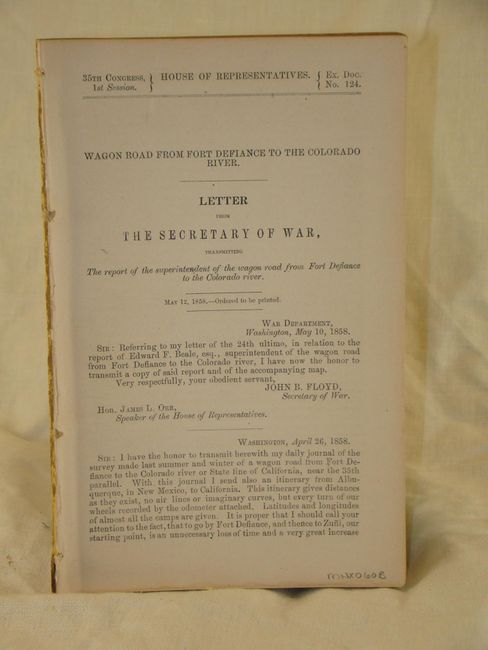 35TH CONGRESS, } HOUSE OF REPRESENTATIVES. { Ex. Doc.
1st Session. } { No. 124.
WAGON ROAD FROM FORT DEFIANCE TO THE COLORADO
RIVER.
LETTER
FROM
THE SECRETARY OF WAR,
TRANSMITTING
The report of the superintendent of the wagon road from Fort Defiance
to the Colorado river.
MAY 12, 1858.—Ordered to be printed.
WAR DEPARTMENT,
Washington, May 10, 1858.
SIR: Referring to my letter of the 24th ultimo, in relation to the
report of Edward F. Beale, esq., superintendent of the wagon road
from Fort Defiance to the Colorado river, I have now the honor to
transmit a copy of said report and of the accompanying map.
Very respectfully, your obedient servant,
JOHN B. FLOYD,
Secretary of War.
Hon. JAMES L. ORR,
Speaker of the House of Representatives.
WASHINGTON, April 26, 1858.
SIR: I have the honor to transmit herewith my daily journal of the
survey made last summer and winter of a wagon road from Fort De-
fiance to the Colorado river or State line of California, near the 35th
parallel. With this journal I send also an itinerary from Albu-
querque, in New Mexico, to California. This itinerary gives distances
as they exist, no air lines or imaginary curves, but every turn of our
wheels recorded by the odometer attached. Latitudes and longitudes
of almost all the camps are given. It is proper that I should call your
attention to the fact, that to go by Fort Defiance, and thence to Zuñi, our
starting point, is an unnecessary loss of time and a very great increase